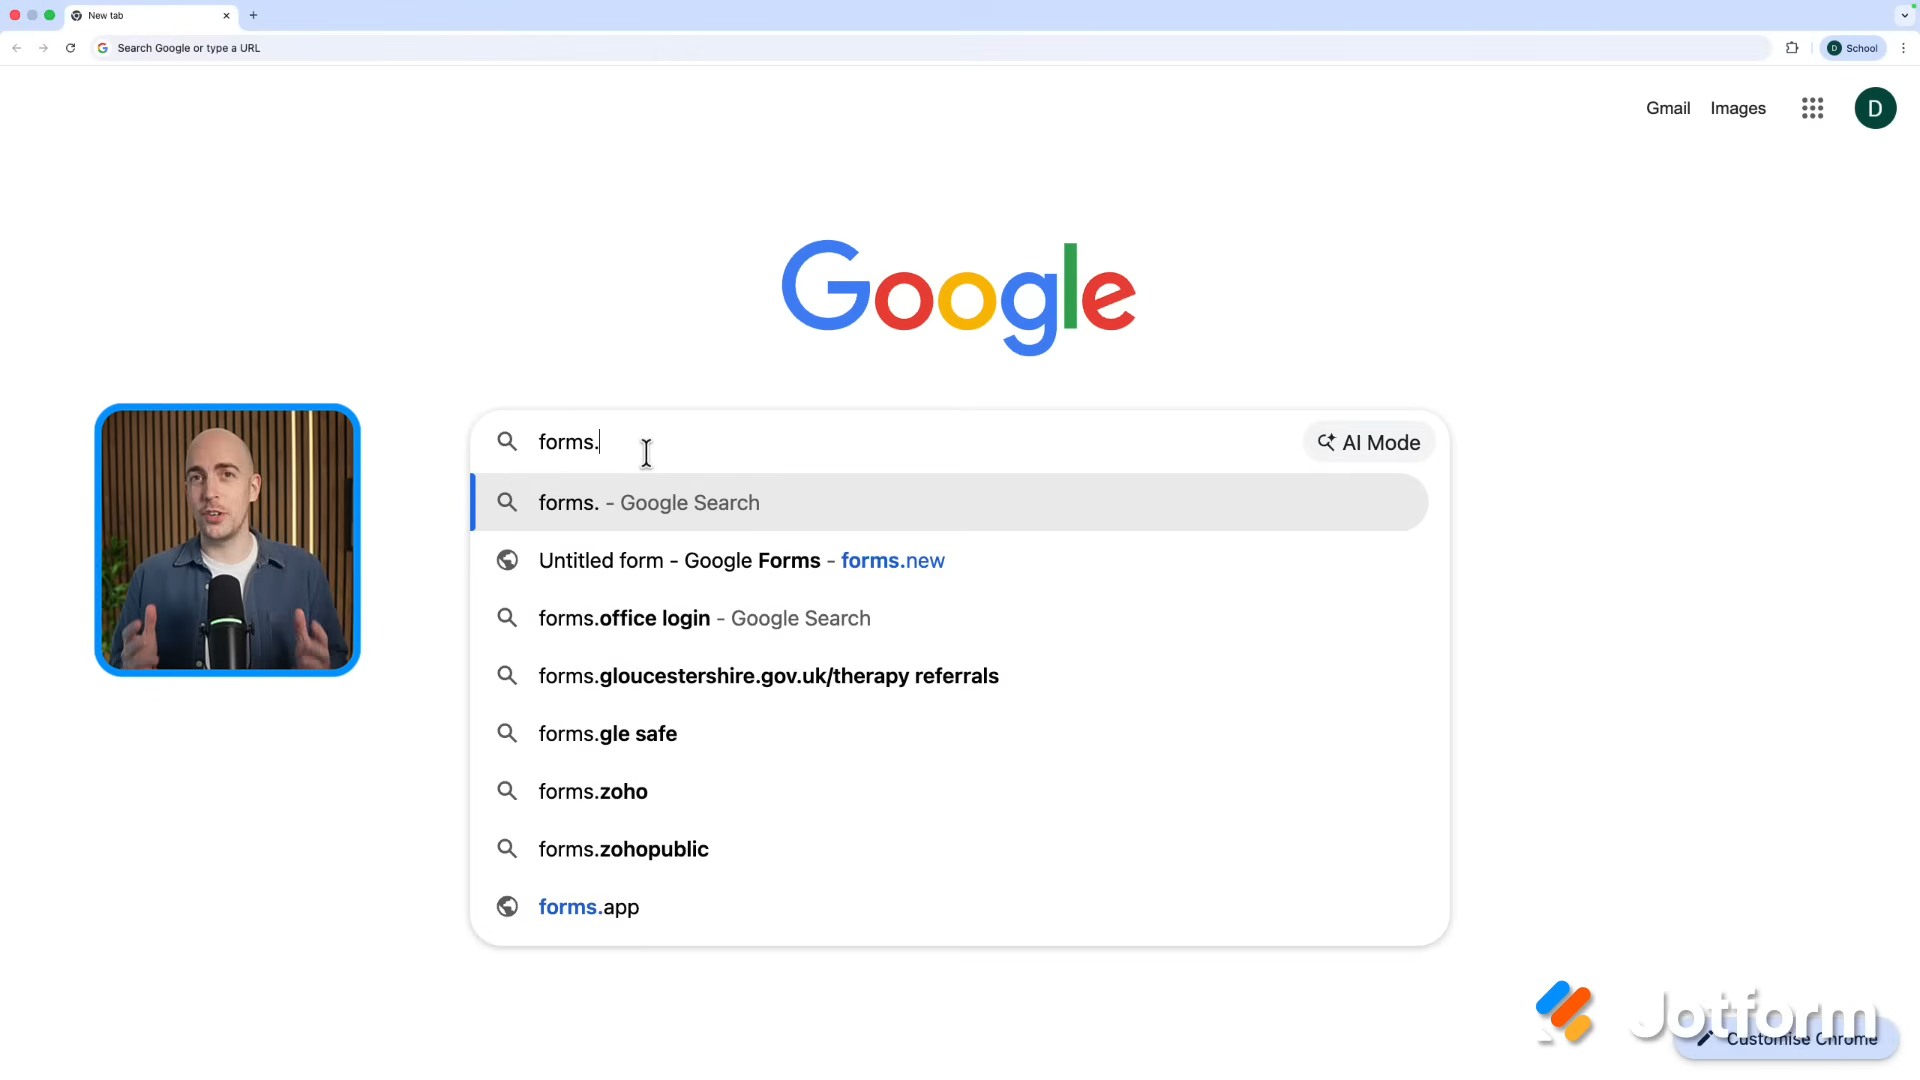 New tab
Search Google or type a URL
D School
Gmail Images D
Google
forms. AI Mode
forms. – Google Search
Untitled form - Google Forms – forms.new
forms.office login – Google Search
forms.gloucestershire.gov.uk/therapy referrals
forms.gle safe
forms.zoho
forms.zohopublic
forms.app
Jotform
Customise Chrome